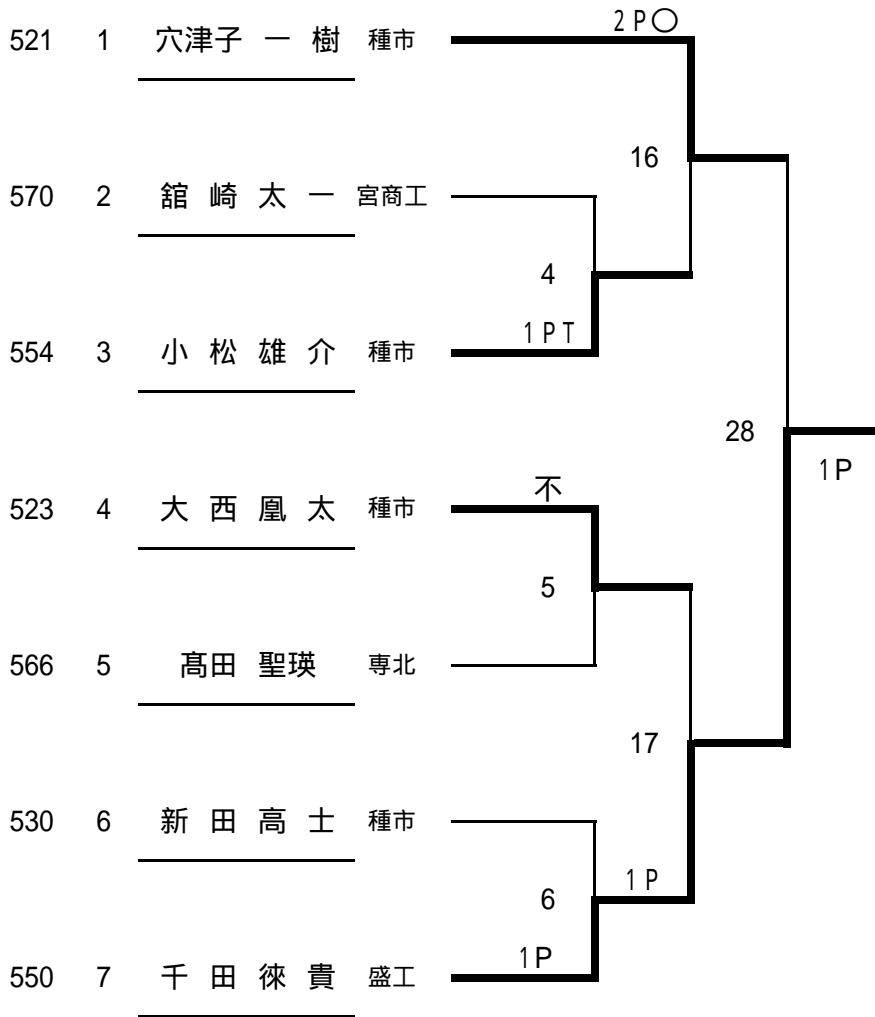 2P○
521 1 穴津子 一 樹 種市
16
570 2 舘 崎 太 一 宮商工
4
1PT
554 3 小 松 雄 介 種市
28
1P
不
523 4 大 西 凰 太 種市
5
566 5 髙田 聖瑛 専北
17
530 6 新 田 高 士 種市
1P
6
1P
550 7 千 田 徠 貴 盛工